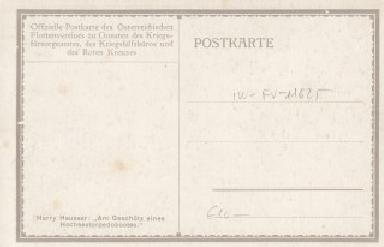 Offizielle Postkarte des Österreichischen
Flottenvereines zu Gunsten des Kriegs-
fürsorgeamtes, des Kriegshilfsbüros und
des Roten Kreuzes
POSTKARTE
Harry Heusser: „Am Geschütz eines
Hochseetorpedobootes.“